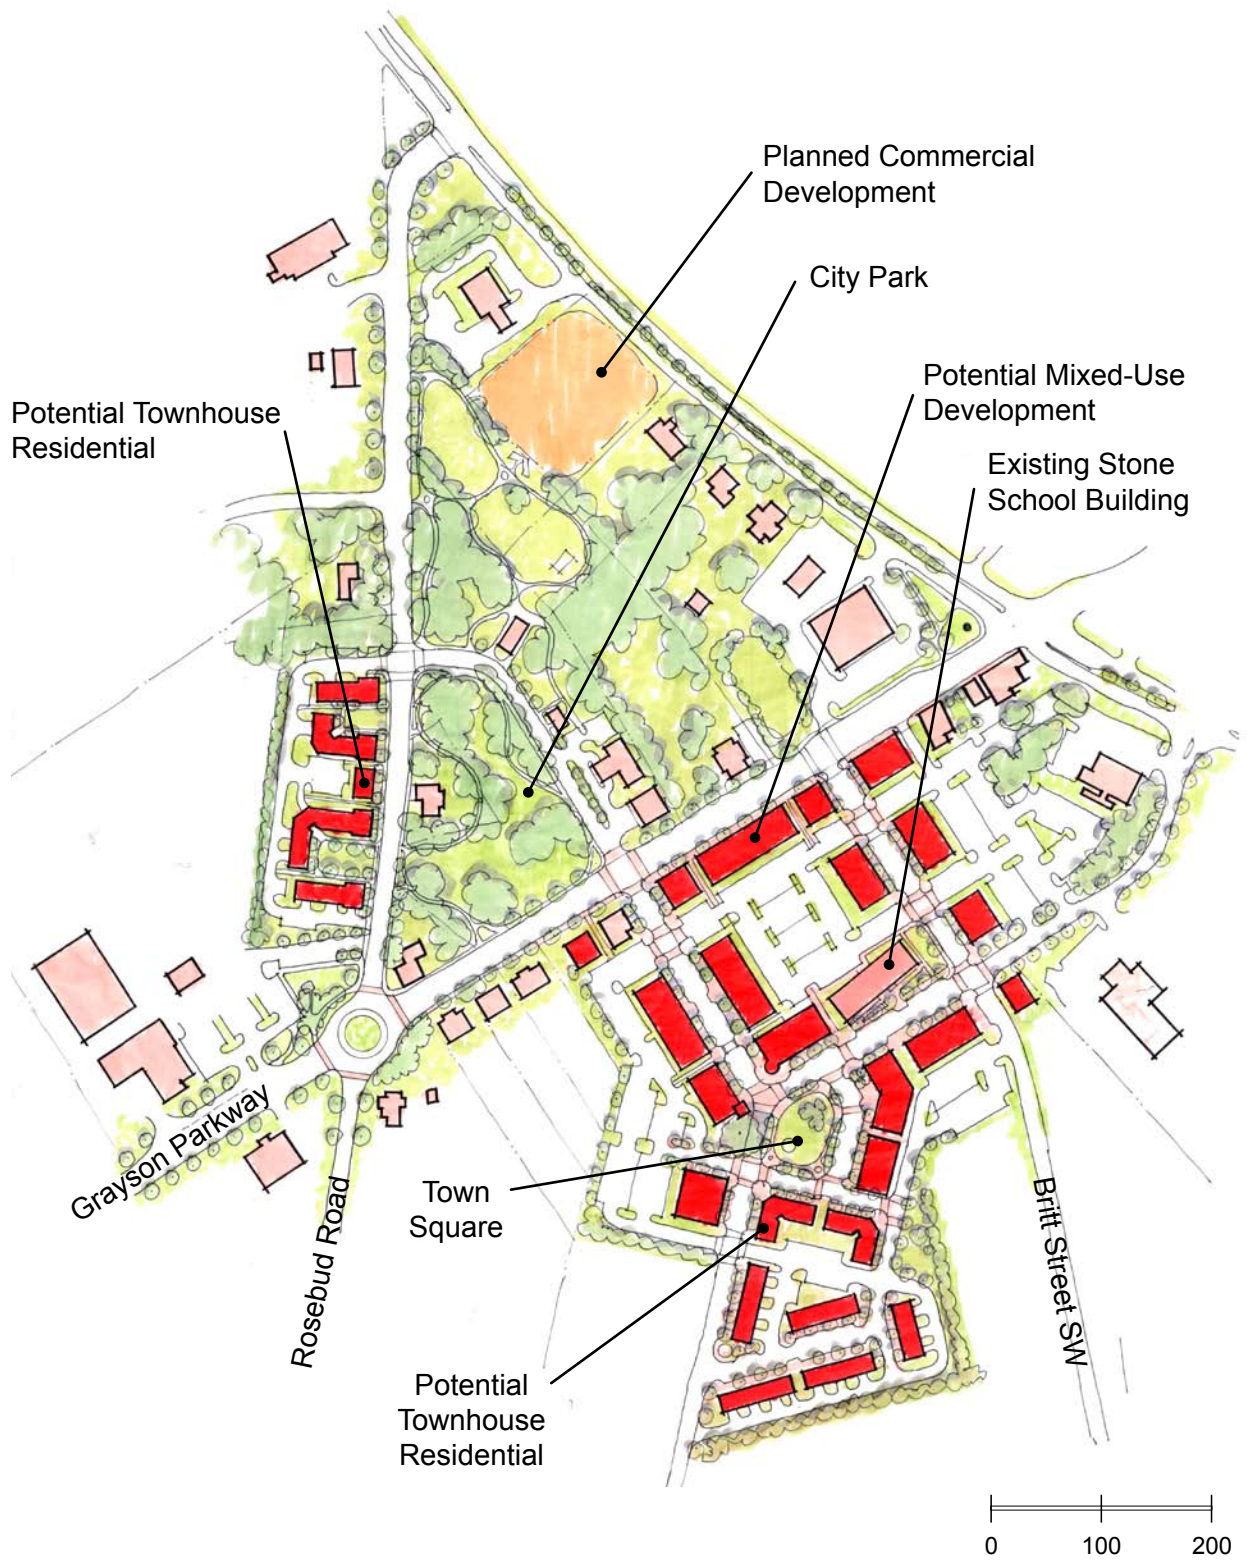 Planned Commercial
Development
City Park
Potential Mixed-Use
Development
Existing Stone
School Building
Potential Townhouse
Residential
Grayson Parkway
Rosebud Road
Town
Square
Britt Street SW
Potential
Townhouse
Residential
0 100 200